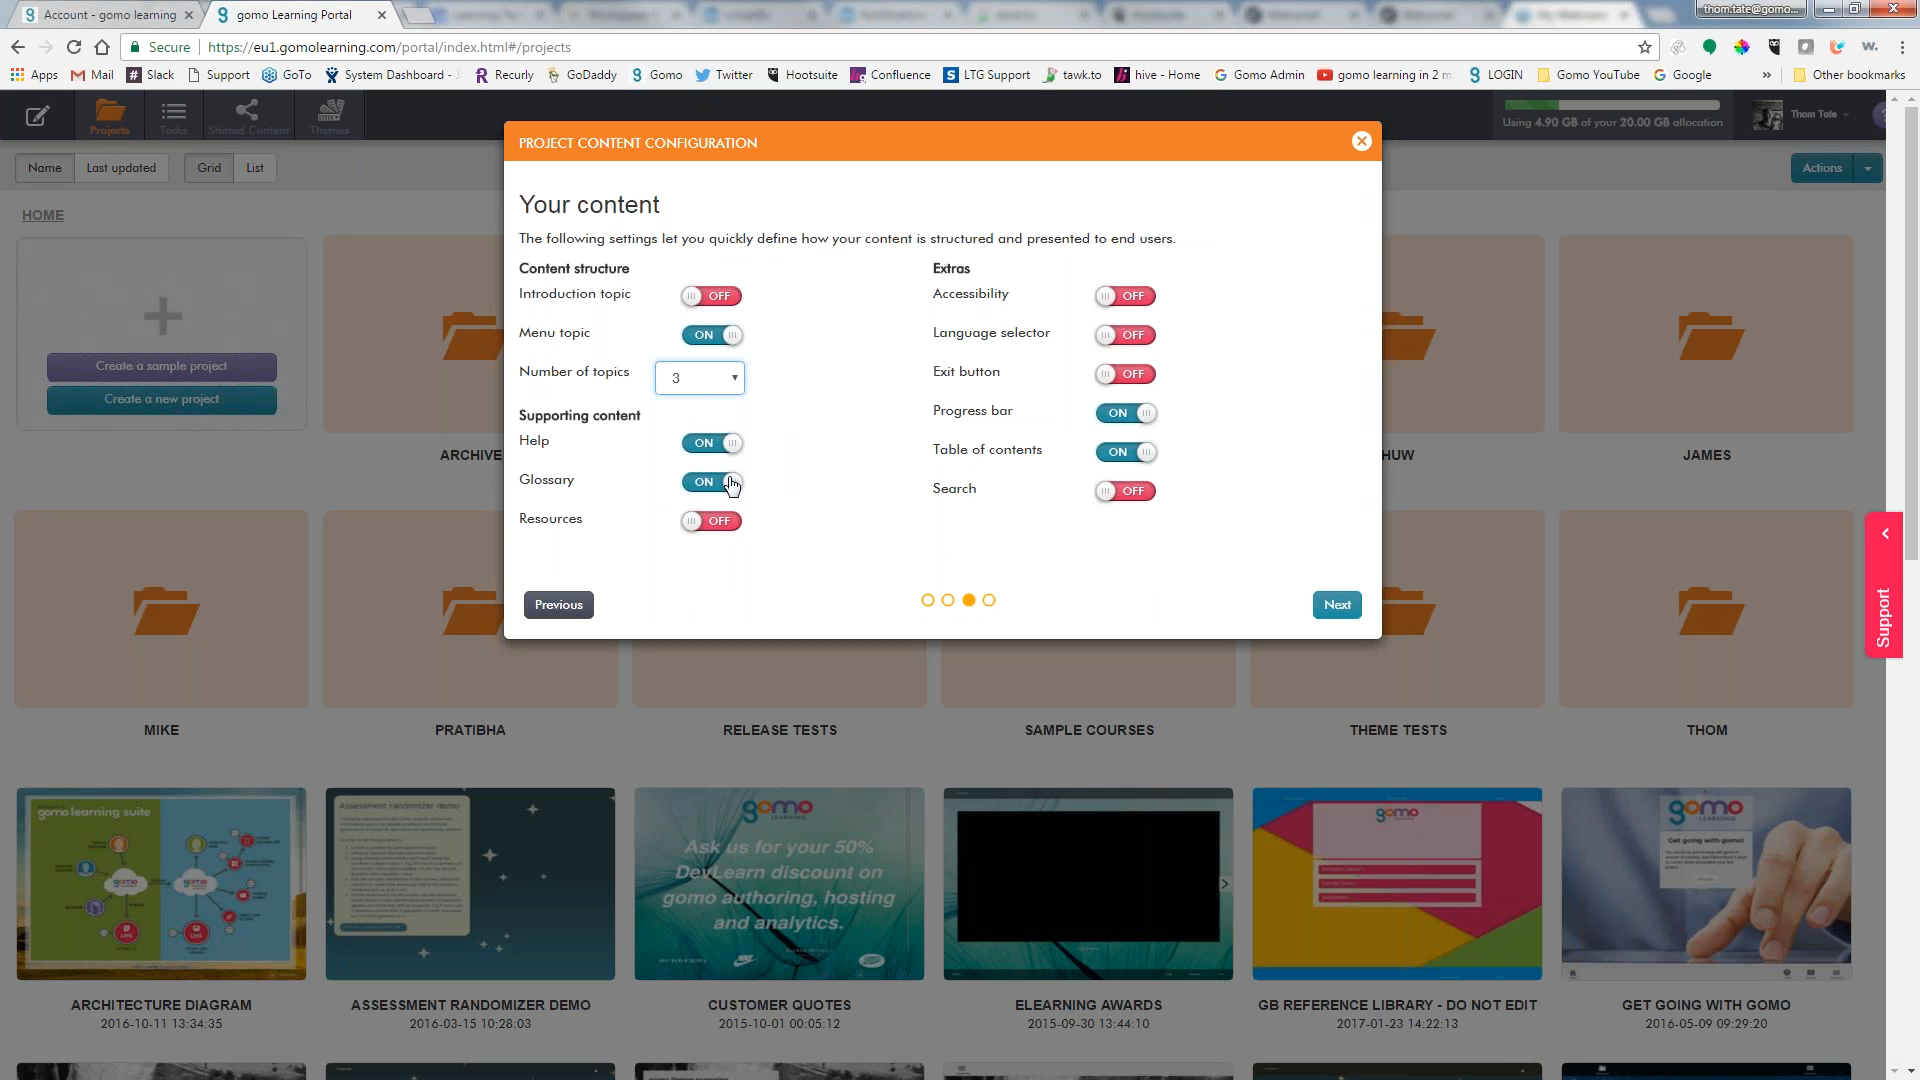 Account - gomo learning
gomo Learning Portal
thom.tate@gomo...
Secure https://eu1.gomolearning.com/portal/index.html#/projects
Apps Mail Slack Support GoTo System Dashboard - Recurly GoDaddy Gomo Twitter Hootsuite Confluence LTG Support tawk.to hive - Home Gomo Admin gomo learning in 2 m LOGIN Gomo YouTube Google » Other bookmarks
Projects Tasks Shared Content Themes
Using 4.90 GB of your 20.00 GB allocation
Thom Tate
Name Last updated Grid List
Actions
HOME
Create a sample project
Create a new project
PROJECT CONTENT CONFIGURATION
Your content
The following settings let you quickly define how your content is structured and presented to end users.
Content structure
Introduction topic OFF
Menu topic ON
Number of topics 3
Supporting content
Help ON
Glossary ON
Resources OFF
Extras
Accessibility OFF
Language selector OFF
Exit button OFF
Progress bar ON
Table of contents ON
Search OFF
Previous
Next
Support
ARCHIVE
HUW
JAMES
MIKE
PRATIBHA
RELEASE TESTS
SAMPLE COURSES
THEME TESTS
THOM
gomo learning suite
gomo
gomo
LMS
LMS
Assessment randomizer demo
gomo
LEARNING
Ask us for your 50%
DevLearn discount on
gomo authoring, hosting
and analytics.
BURBERRY
gomo
LEARNING
gomo
LEARNING
Get going with gomo!
ARCHITECTURE DIAGRAM
2016-10-11 13:34:35
ASSESSMENT RANDOMIZER DEMO
2016-03-15 10:28:03
CUSTOMER QUOTES
2015-10-01 00:05:12
ELEARNING AWARDS
2015-09-30 13:44:10
GB REFERENCE LIBRARY - DO NOT EDIT
2017-01-23 14:22:13
GET GOING WITH GOMO
2016-05-09 09:29:20